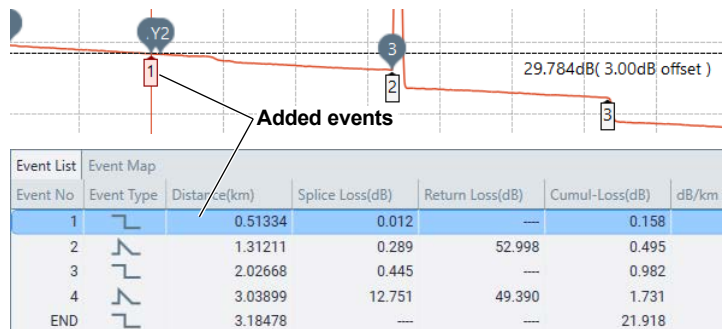 .Y2
3
1
2
29.784dB( 3.00dB offset )
3
Added events
Event List Event Map
Event No Event Type Distance(km) Splice Loss(dB) Return Loss(dB) Cumul-Loss(dB) dB/km
1 0.51334 0.012 ---- 0.158
2 1.31211 0.289 52.998 0.495
3 2.02668 0.445 ---- 0.982
4 3.03899 12.751 49.390 1.731
END 3.18478 ---- ---- 21.918